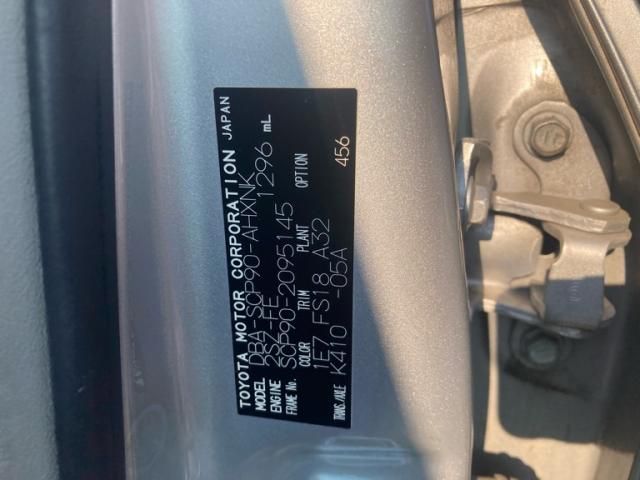 TOYOTA MOTOR CORPORATION JAPAN
MODEL DBA-SCP90-AHXNK
ENGINE 2SZ-FE 1296 mL
FRAME No. SCP90-2095145
COLOR TRIM PLANT OPTION
1E7 FS18 A32 456
TRANS./AXLE K410 -05A